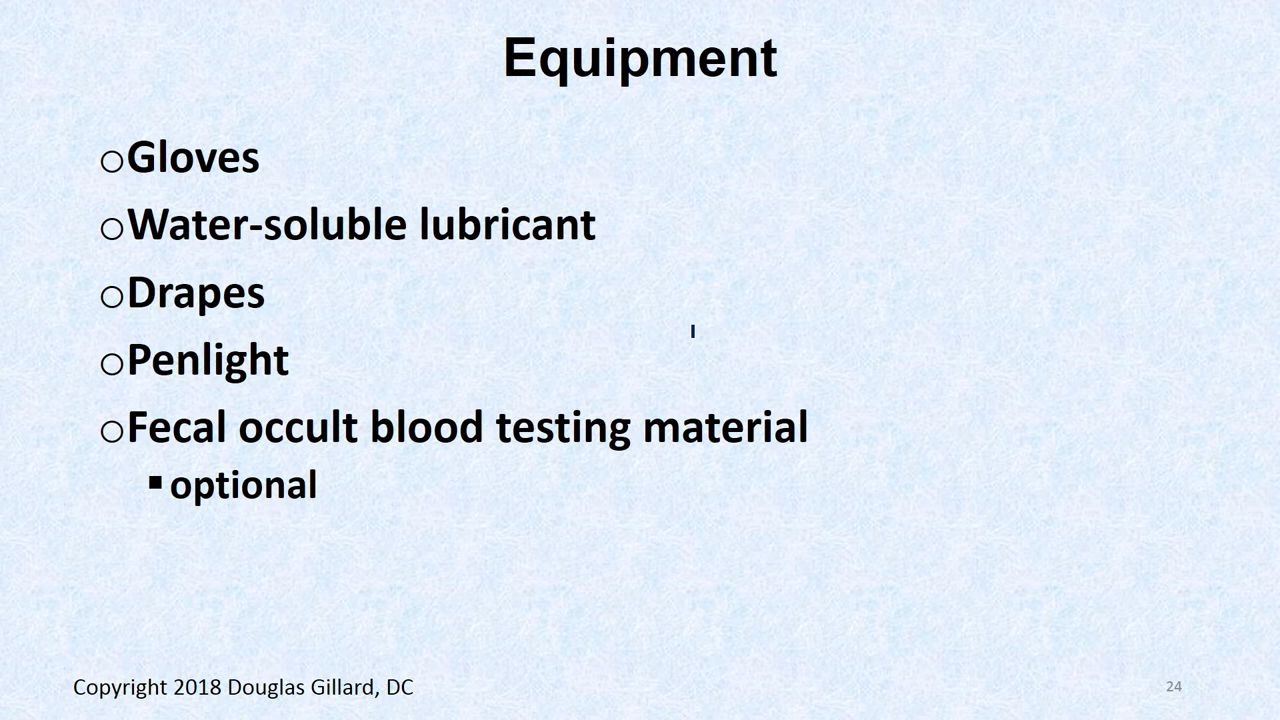 Equipment
Gloves
Water-soluble lubricant
Drapes
Penlight
Fecal occult blood testing material
optional
Copyright 2018 Douglas Gillard, DC
24